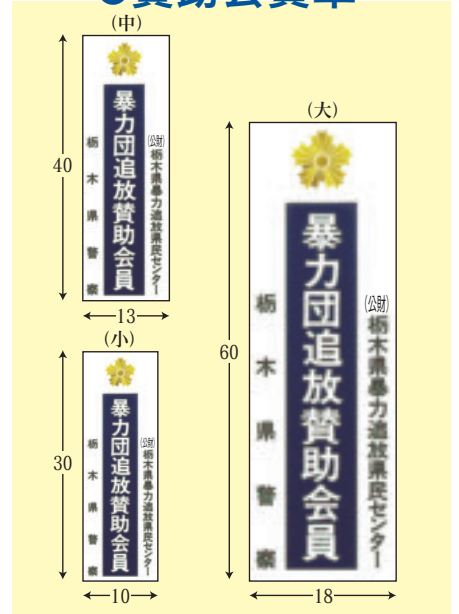 ●賛助会員章
(中)
40
暴力団追放賛助会員
(公財)栃木県暴力追放県民センター
栃木県警察
13
(小)
30
暴力団追放賛助会員
(公財)栃木県暴力追放県民センター
栃木県警察
10
(大)
60
暴力団追放賛助会員
(公財)栃木県暴力追放県民センター
栃木県警察
18